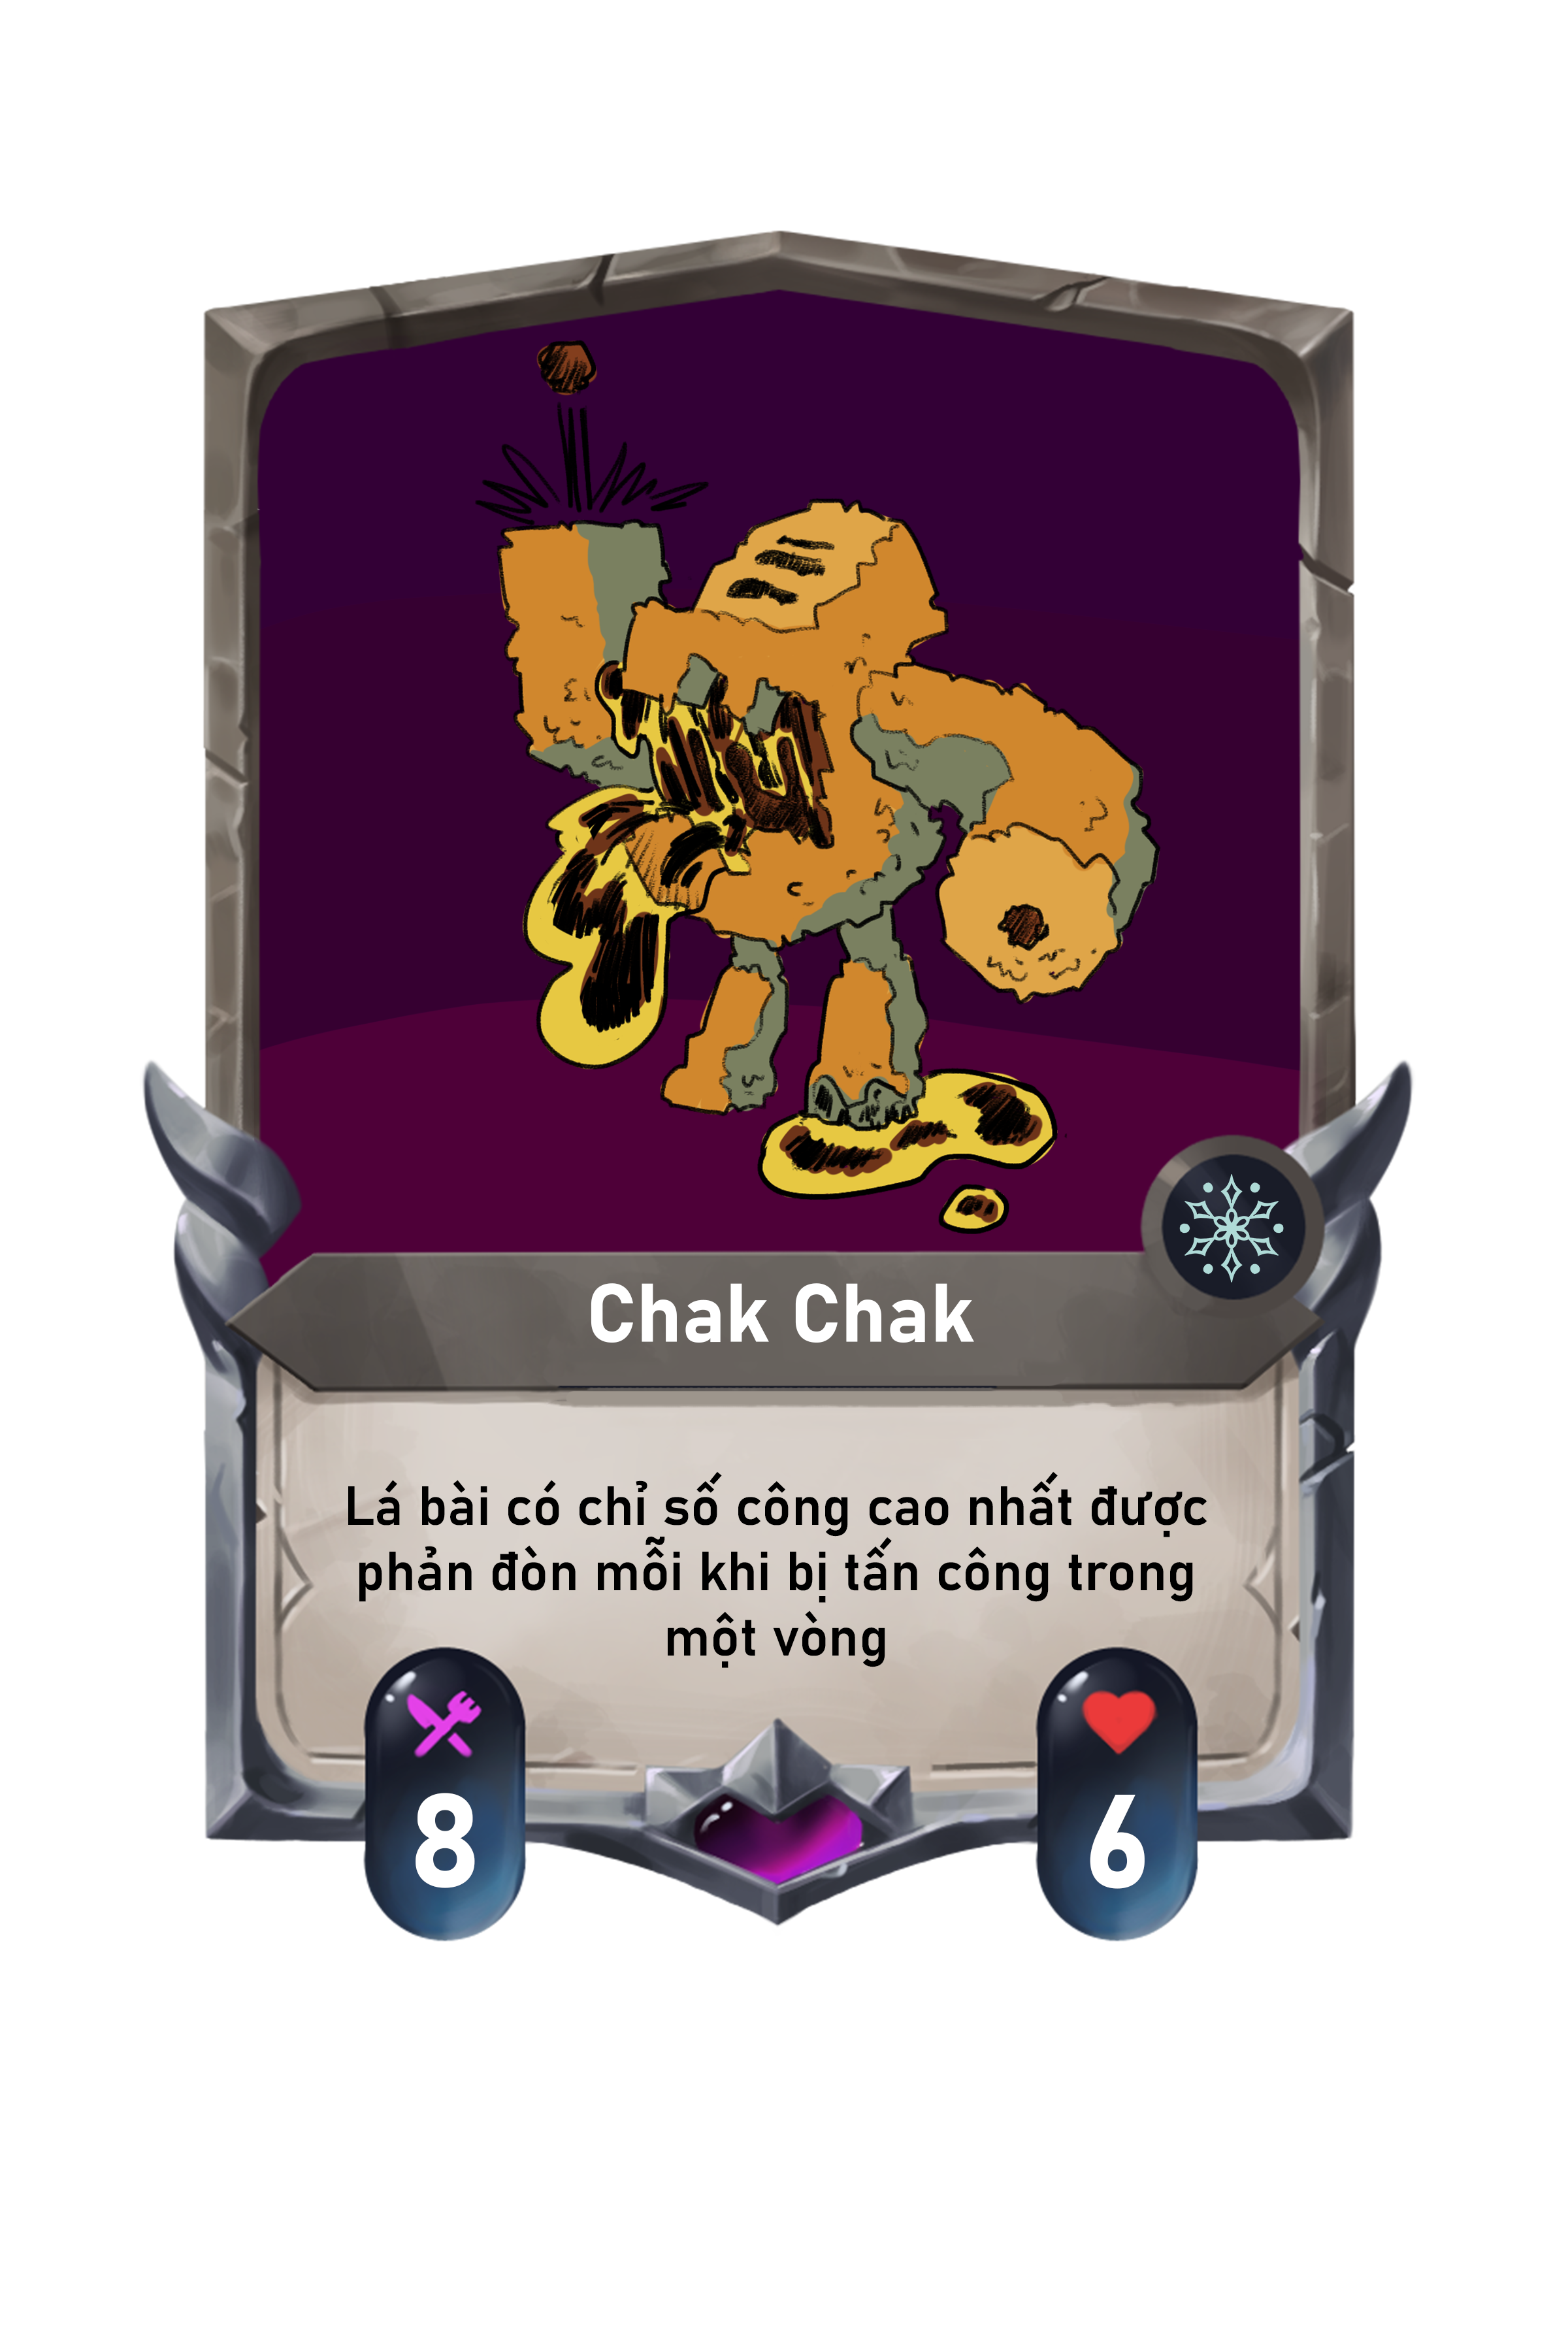 Chak Chak
Lá bài có chỉ số công cao nhất được
phản đòn mỗi khi bị tấn công trong
một vòng
8
6